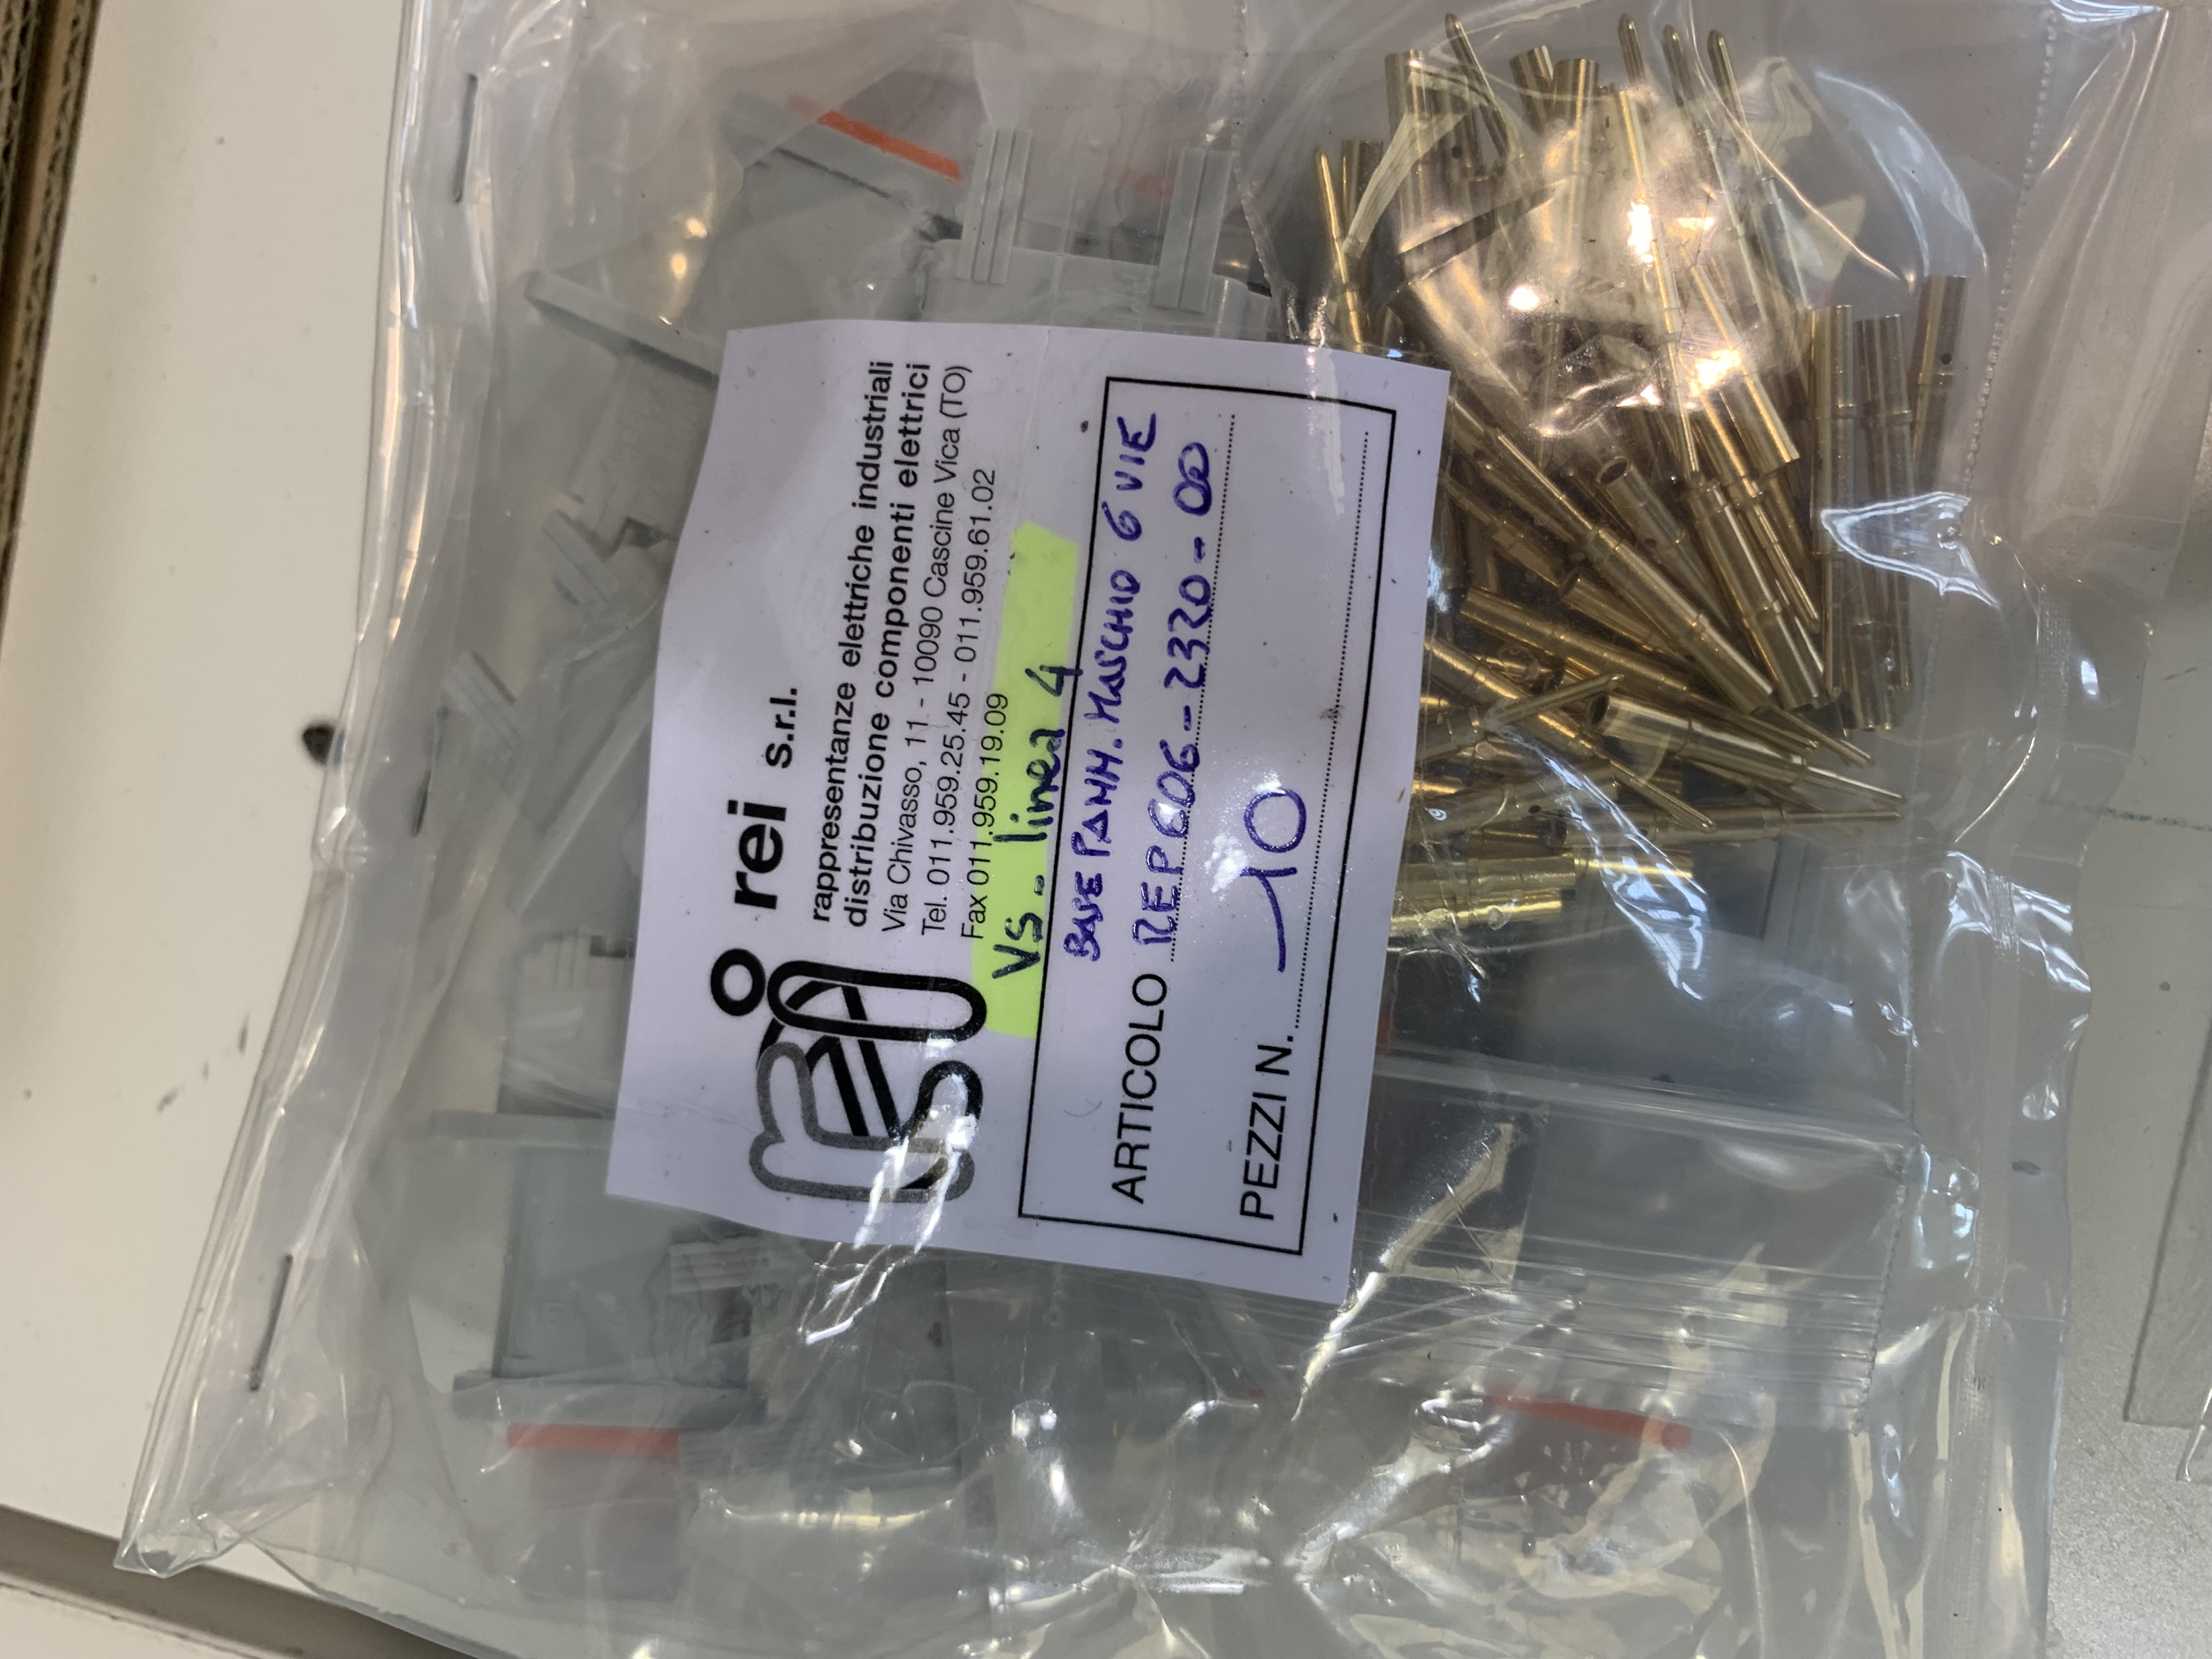 rei s.r.l.
rappresentanze elettriche industriali
distribuzione componenti elettrici
Via Chivasso, 11 - 10090 Cascine Vica (TO)
Tel. 011.959.25.45 - 011.959.61.02
Fax 011.959.19.09
VS. linea 4
BASE PANN. MASCHIO 6 VIE
ARTICOLO REP E06-2320-00
PEZZI N. 10